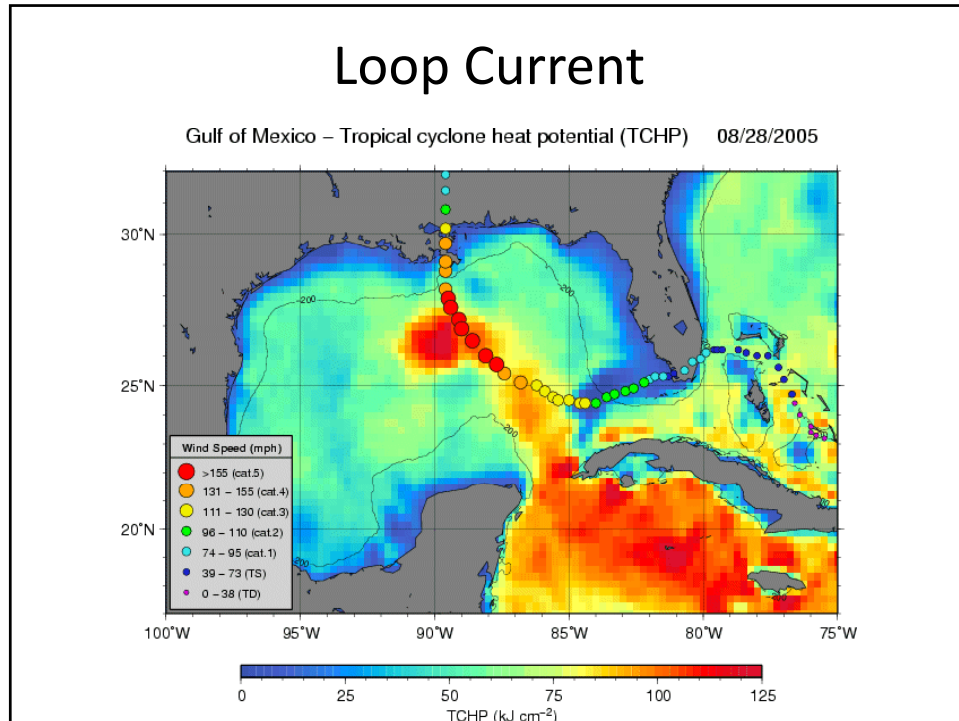 Loop Current
Gulf of Mexico – Tropical cyclone heat potential (TCHP) 08/28/2005
30˚N
25˚N
20˚N
-200
-200
-200
-200
Wind Speed (mph)
>155 (cat.5)
131 – 155 (cat.4)
111 – 130 (cat.3)
96 – 110 (cat.2)
74 – 95 (cat.1)
39 – 73 (TS)
0 – 38 (TD)
100˚W 95˚W 90˚W 85˚W 80˚W 75˚W
0 25 50 75 100 125
TCHP (kJ cm⁻²)